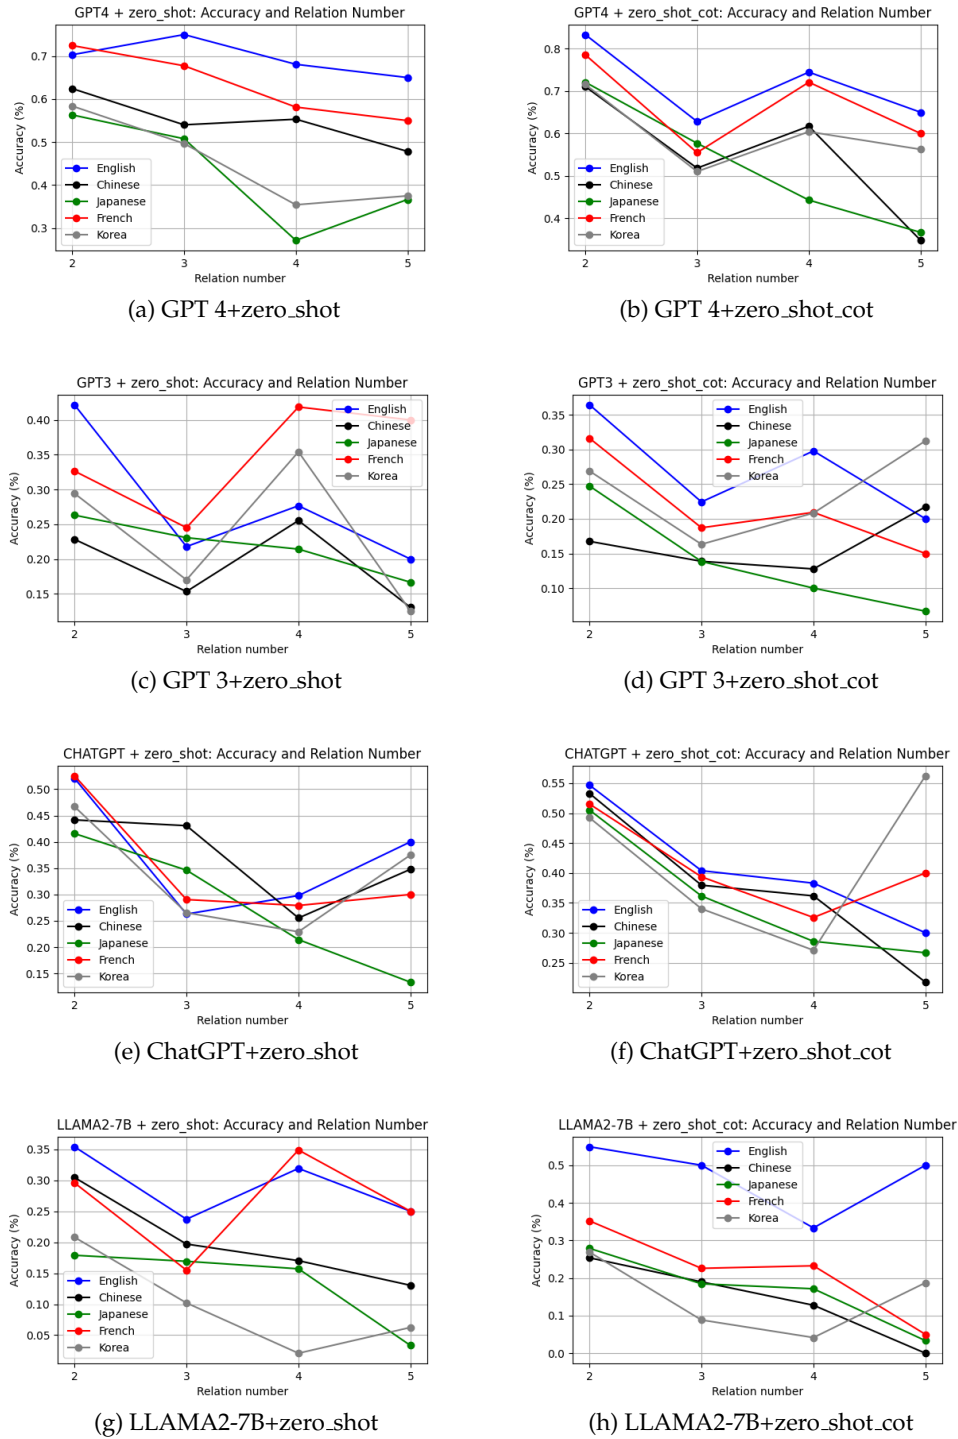 GPT4 + zero_shot: Accuracy and Relation Number
0.7
0.6
0.5
0.4
0.3
Accuracy (%)
English
Chinese
Japanese
French
Korea
2 3 4 5
Relation number
(a) GPT 4+zero_shot
GPT4 + zero_shot_cot: Accuracy and Relation Number
0.8
0.7
0.6
0.5
0.4
Accuracy (%)
English
Chinese
Japanese
French
Korea
2 3 4 5
Relation number
(b) GPT 4+zero_shot_cot
GPT3 + zero_shot: Accuracy and Relation Number
0.40
0.35
0.30
0.25
0.20
0.15
Accuracy (%)
English
Chinese
Japanese
French
Korea
2 3 4 5
Relation number
(c) GPT 3+zero_shot
GPT3 + zero_shot_cot: Accuracy and Relation Number
0.35
0.30
0.25
0.20
0.15
0.10
Accuracy (%)
English
Chinese
Japanese
French
Korea
2 3 4 5
Relation number
(d) GPT 3+zero_shot_cot
CHATGPT + zero_shot: Accuracy and Relation Number
0.50
0.45
0.40
0.35
0.30
0.25
0.20
0.15
Accuracy (%)
English
Chinese
Japanese
French
Korea
2 3 4 5
Relation number
(e) ChatGPT+zero_shot
CHATGPT + zero_shot_cot: Accuracy and Relation Number
0.55
0.50
0.45
0.40
0.35
0.30
0.25
Accuracy (%)
English
Chinese
Japanese
French
Korea
2 3 4 5
Relation number
(f) ChatGPT+zero_shot_cot
LLAMA2-7B + zero_shot: Accuracy and Relation Number
0.35
0.30
0.25
0.20
0.15
0.10
0.05
Accuracy (%)
English
Chinese
Japanese
French
Korea
2 3 4 5
Relation number
(g) LLAMA2-7B+zero_shot
LLAMA2-7B + zero_shot_cot: Accuracy and Relation Number
0.5
0.4
0.3
0.2
0.1
0.0
Accuracy (%)
English
Chinese
Japanese
French
Korea
2 3 4 5
Relation number
(h) LLAMA2-7B+zero_shot_cot